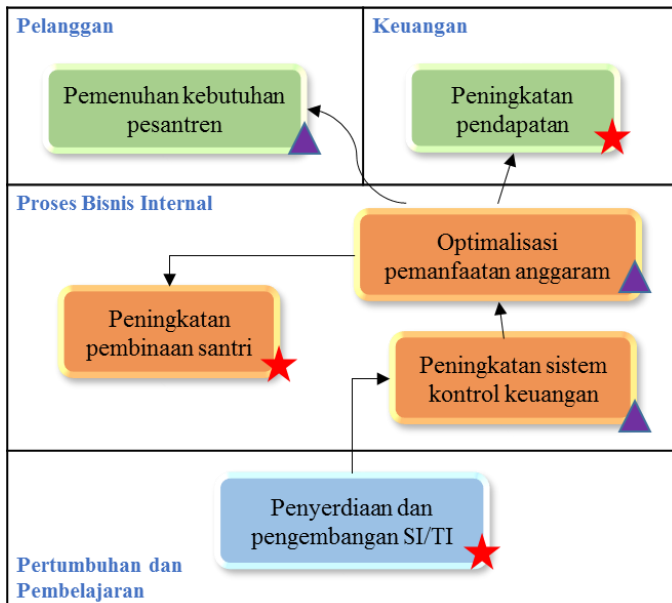 Pelanggan
Keuangan
Pemenuhan kebutuhan
pesantren
Peningkatan
pendapatan
Proses Bisnis Internal
Optimalisasi
pemanfaatan anggaram
Peningkatan
pembinaan santri
Peningkatan sistem
kontrol keuangan
Penyerdiaan dan
pengembangan SI/TI
Pertumbuhan dan
Pembelajaran